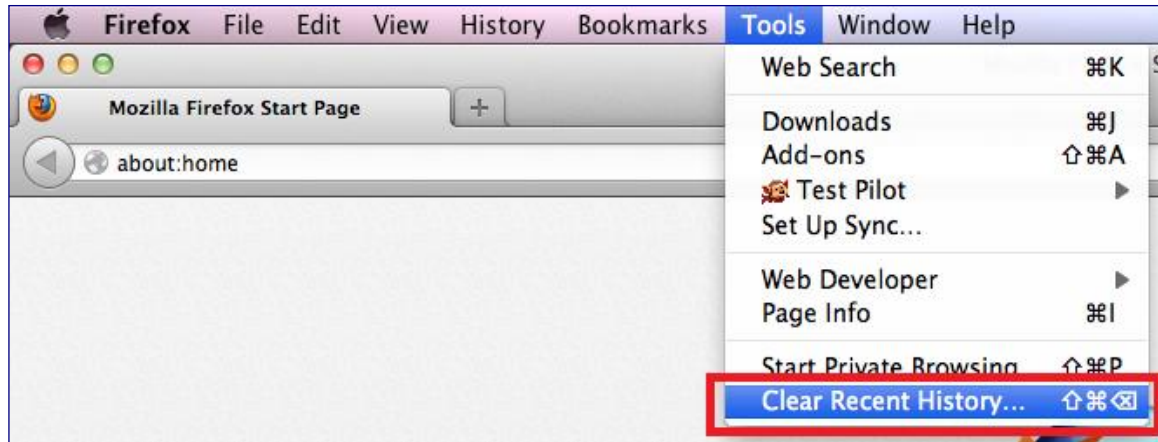 Firefox File Edit View History Bookmarks Tools Window Help
Mozilla Firefox Start Page +
about:home
Web Search ⌘K
Downloads ⌘J
Add-ons ⇧⌘A
Test Pilot
Set Up Sync...
Web Developer
Page Info ⌘I
Start Private Browsing ⇧⌘P
Clear Recent History... ⇧⌘⌫